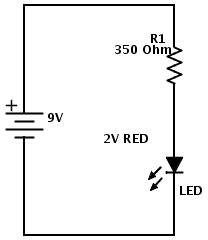 R1
350 Ohm
+
9V
2V RED
LED